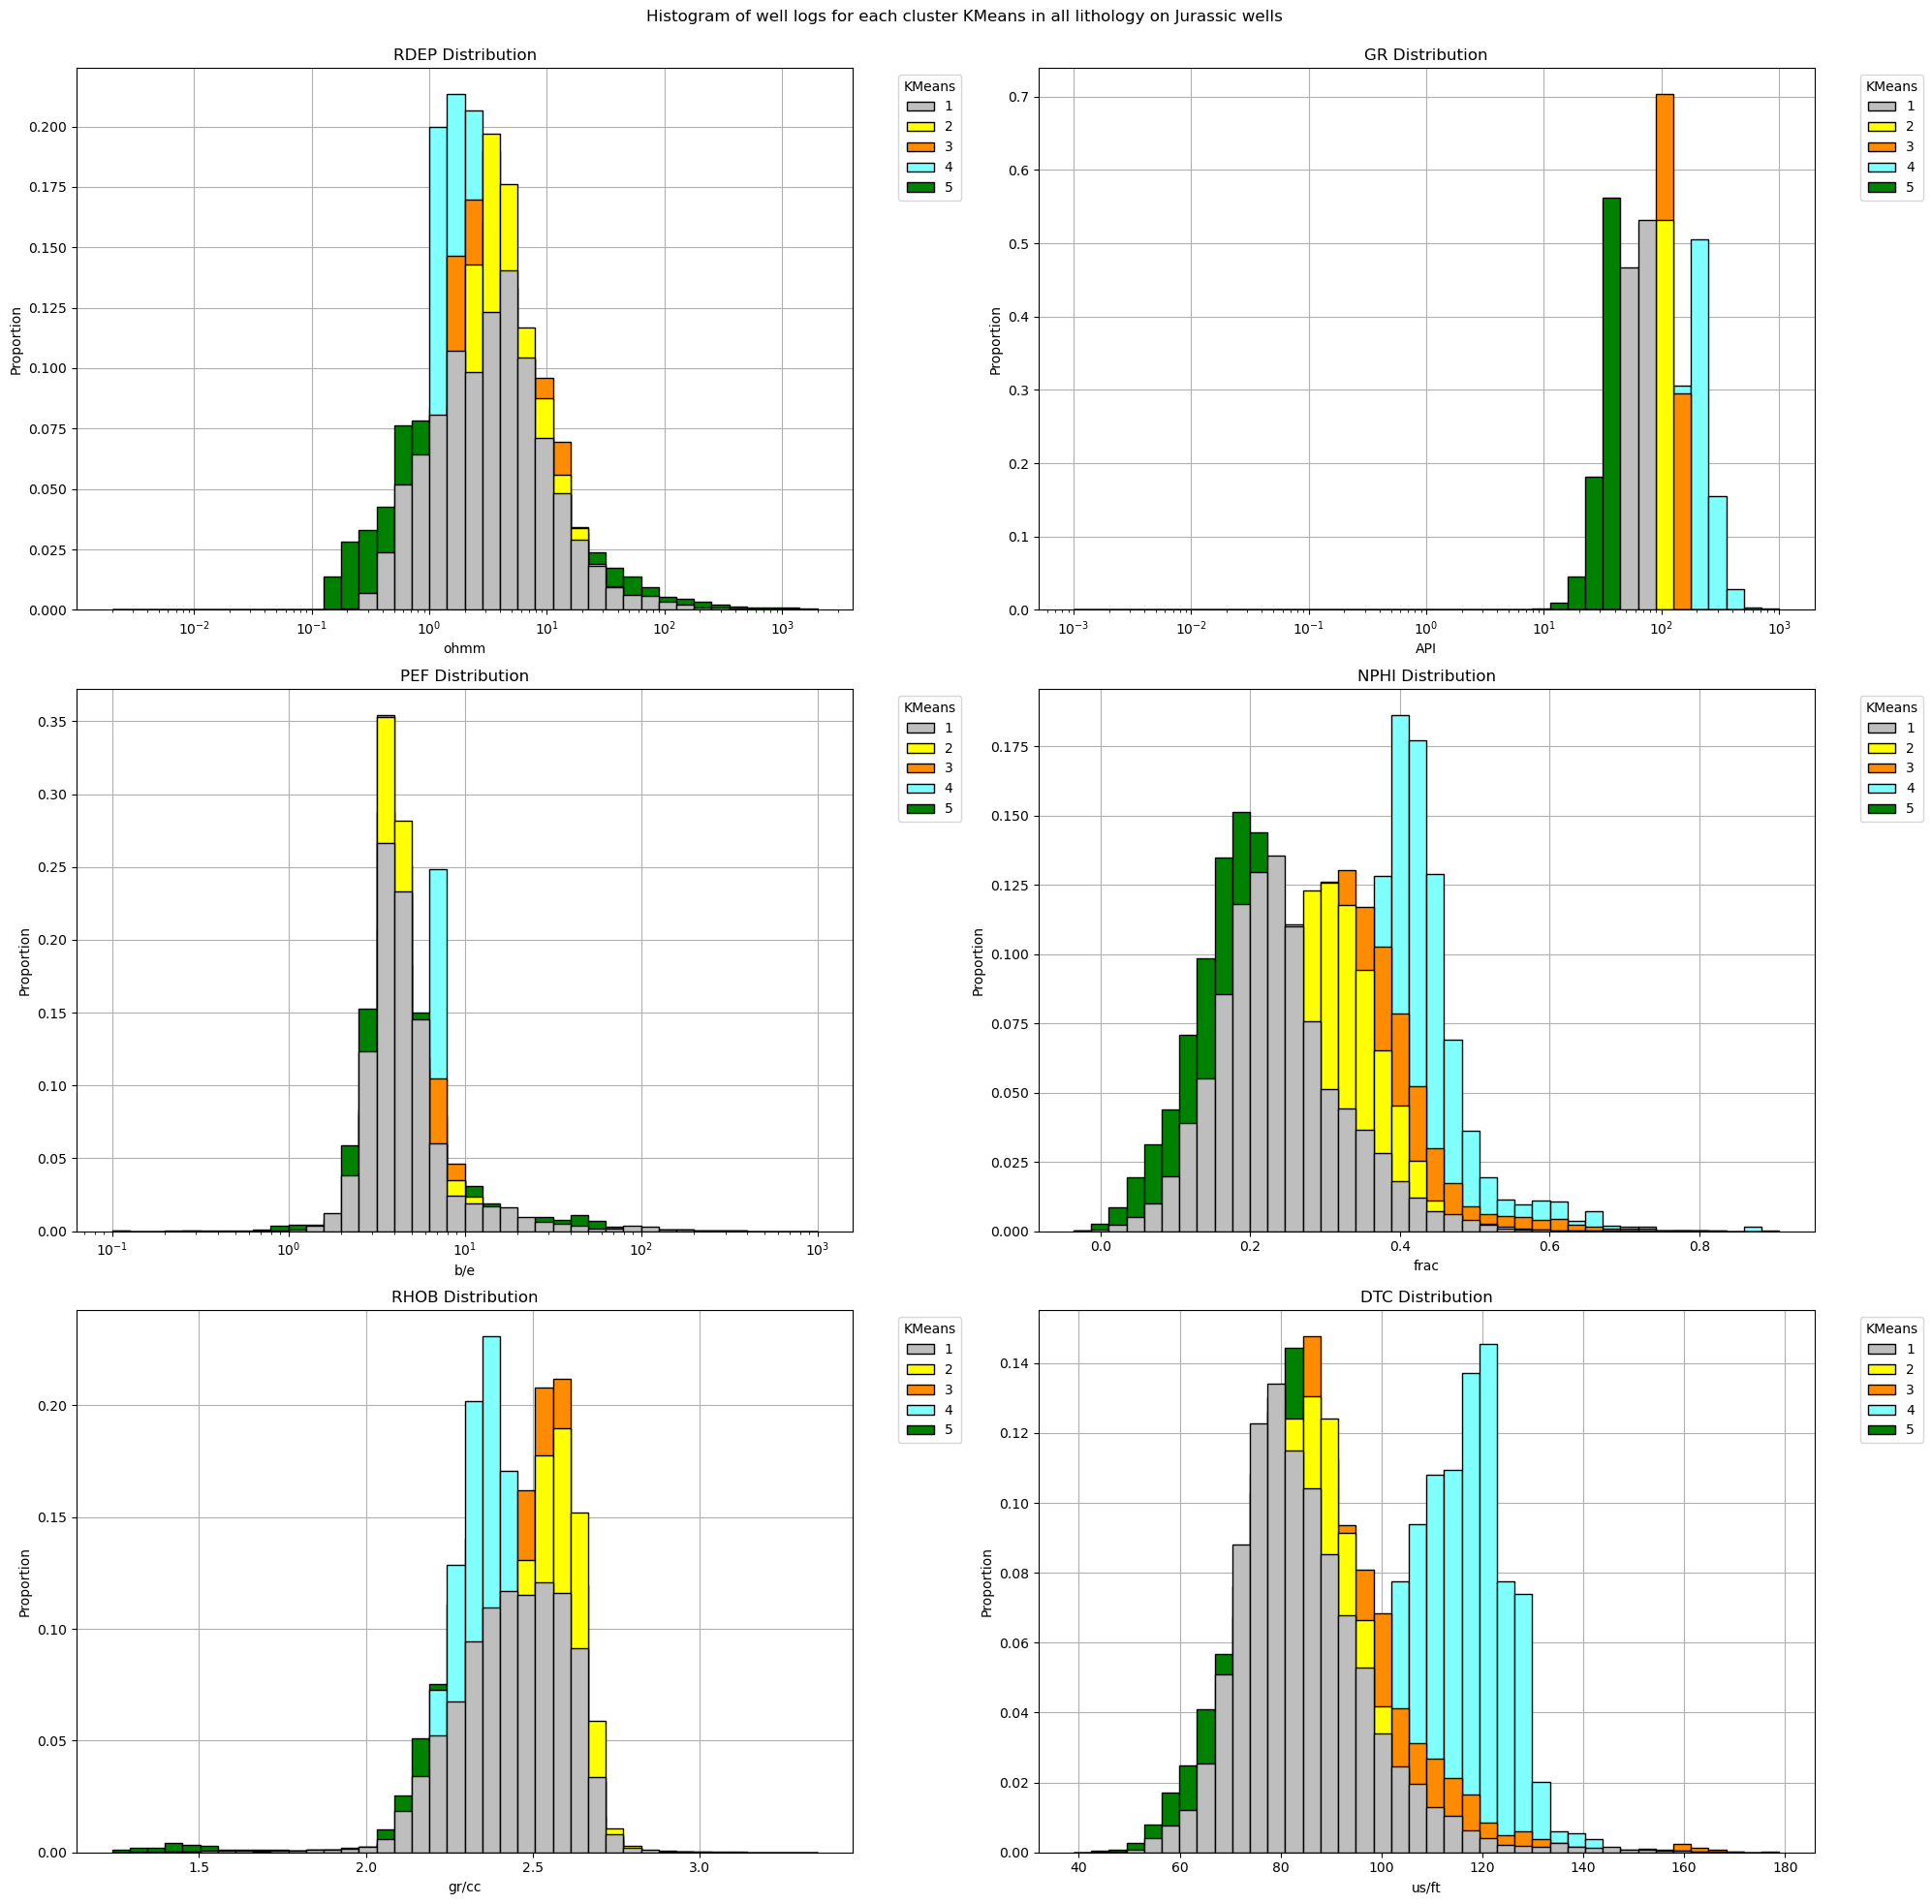 Histogram of well logs for each cluster KMeans in all lithology on Jurassic wells
RDEP Distribution
Proportion
0.200
0.175
0.150
0.125
0.100
0.075
0.050
0.025
0.000
10⁻² 10⁻¹ 10⁰ 10¹ 10² 10³
ohmm
KMeans
1
2
3
4
5
GR Distribution
Proportion
0.7
0.6
0.5
0.4
0.3
0.2
0.1
0.0
10⁻³ 10⁻² 10⁻¹ 10⁰ 10¹ 10² 10³
API
KMeans
1
2
3
4
5
PEF Distribution
Proportion
0.35
0.30
0.25
0.20
0.15
0.10
0.05
0.00
10⁻¹ 10⁰ 10¹ 10² 10³
b/e
KMeans
1
2
3
4
5
NPHI Distribution
Proportion
0.175
0.150
0.125
0.100
0.075
0.050
0.025
0.000
0.0 0.2 0.4 0.6 0.8
frac
KMeans
1
2
3
4
5
RHOB Distribution
Proportion
0.20
0.15
0.10
0.05
0.00
1.5 2.0 2.5 3.0
gr/cc
KMeans
1
2
3
4
5
DTC Distribution
Proportion
0.14
0.12
0.10
0.08
0.06
0.04
0.02
0.00
40 60 80 100 120 140 160 180
us/ft
KMeans
1
2
3
4
5